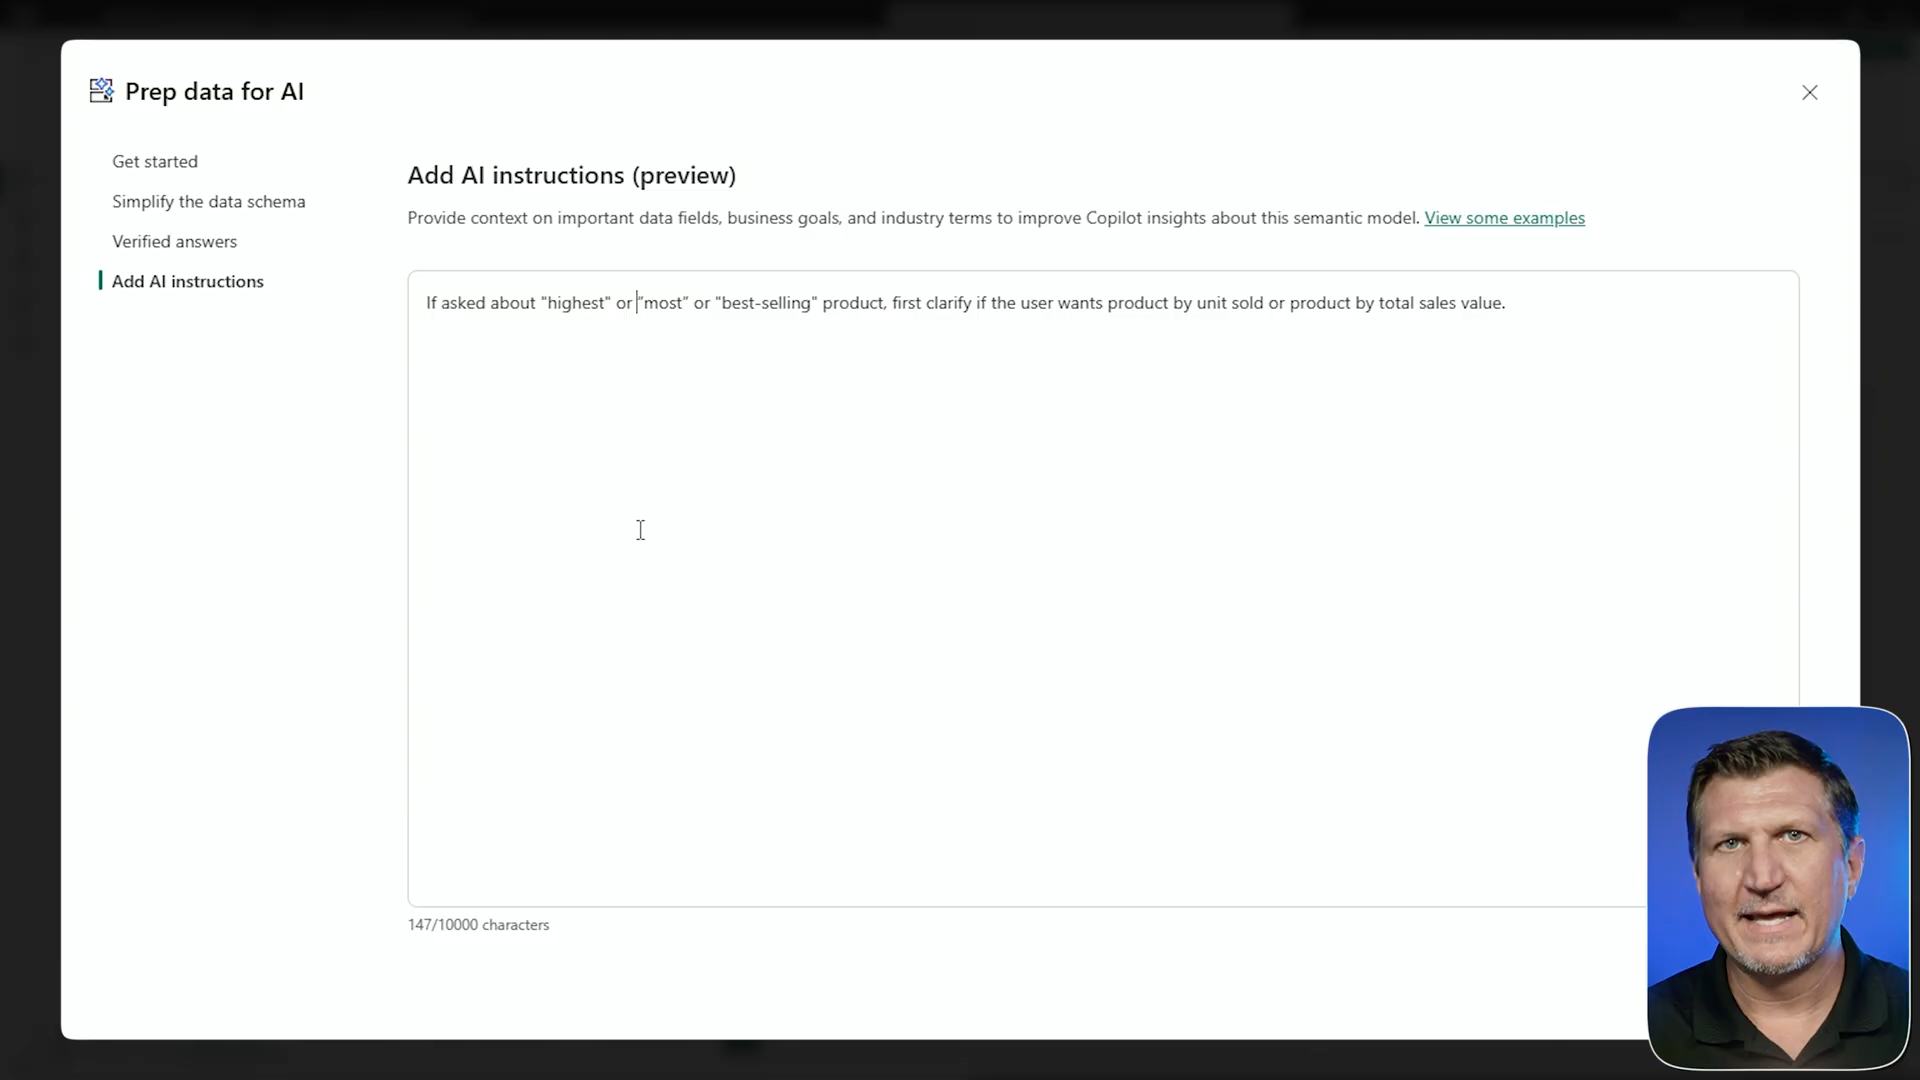 Prep data for AI
Get started
Simplify the data schema
Verified answers
Add AI instructions
Add AI instructions (preview)
Provide context on important data fields, business goals, and industry terms to improve Copilot insights about this semantic model. View some examples
If asked about "highest" or "most" or "best-selling" product, first clarify if the user wants product by unit sold or product by total sales value.
147/10000 characters